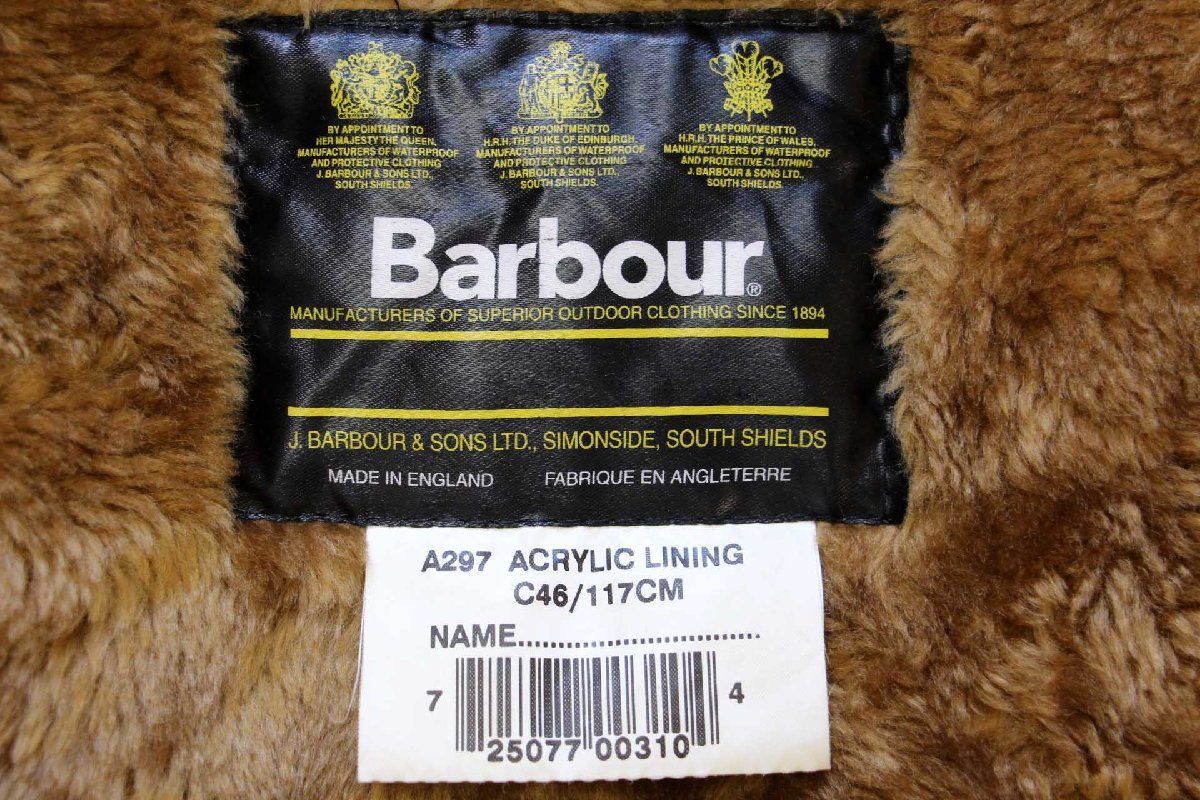 BY APPOINTMENT TO
HER MAJESTY THE QUEEN.
MANUFACTURERS OF WATERPROOF
AND PROTECTIVE CLOTHING
J. BARBOUR & SONS LTD.,
SOUTH SHIELDS.
BY APPOINTMENT TO
H.R.H. THE DUKE OF EDINBURGH
MANUFACTURERS OF WATERPROOF
AND PROTECTIVE CLOTHING
J. BARBOUR & SONS LTD.,
SOUTH SHIELDS.
BY APPOINTMENT TO
H.R.H. THE PRINCE OF WALES,
MANUFACTURERS OF WATERPROOF
AND PROTECTIVE CLOTHING
J. BARBOUR & SONS LTD.,
SOUTH SHIELDS.
Barbour®
MANUFACTURERS OF SUPERIOR OUTDOOR CLOTHING SINCE 1894
J. BARBOUR & SONS LTD., SIMONSIDE, SOUTH SHIELDS
MADE IN ENGLAND FABRIQUE EN ANGLETERRE
A297 ACRYLIC LINING
C46/117CM
NAME.............................
7 25077 00310 4